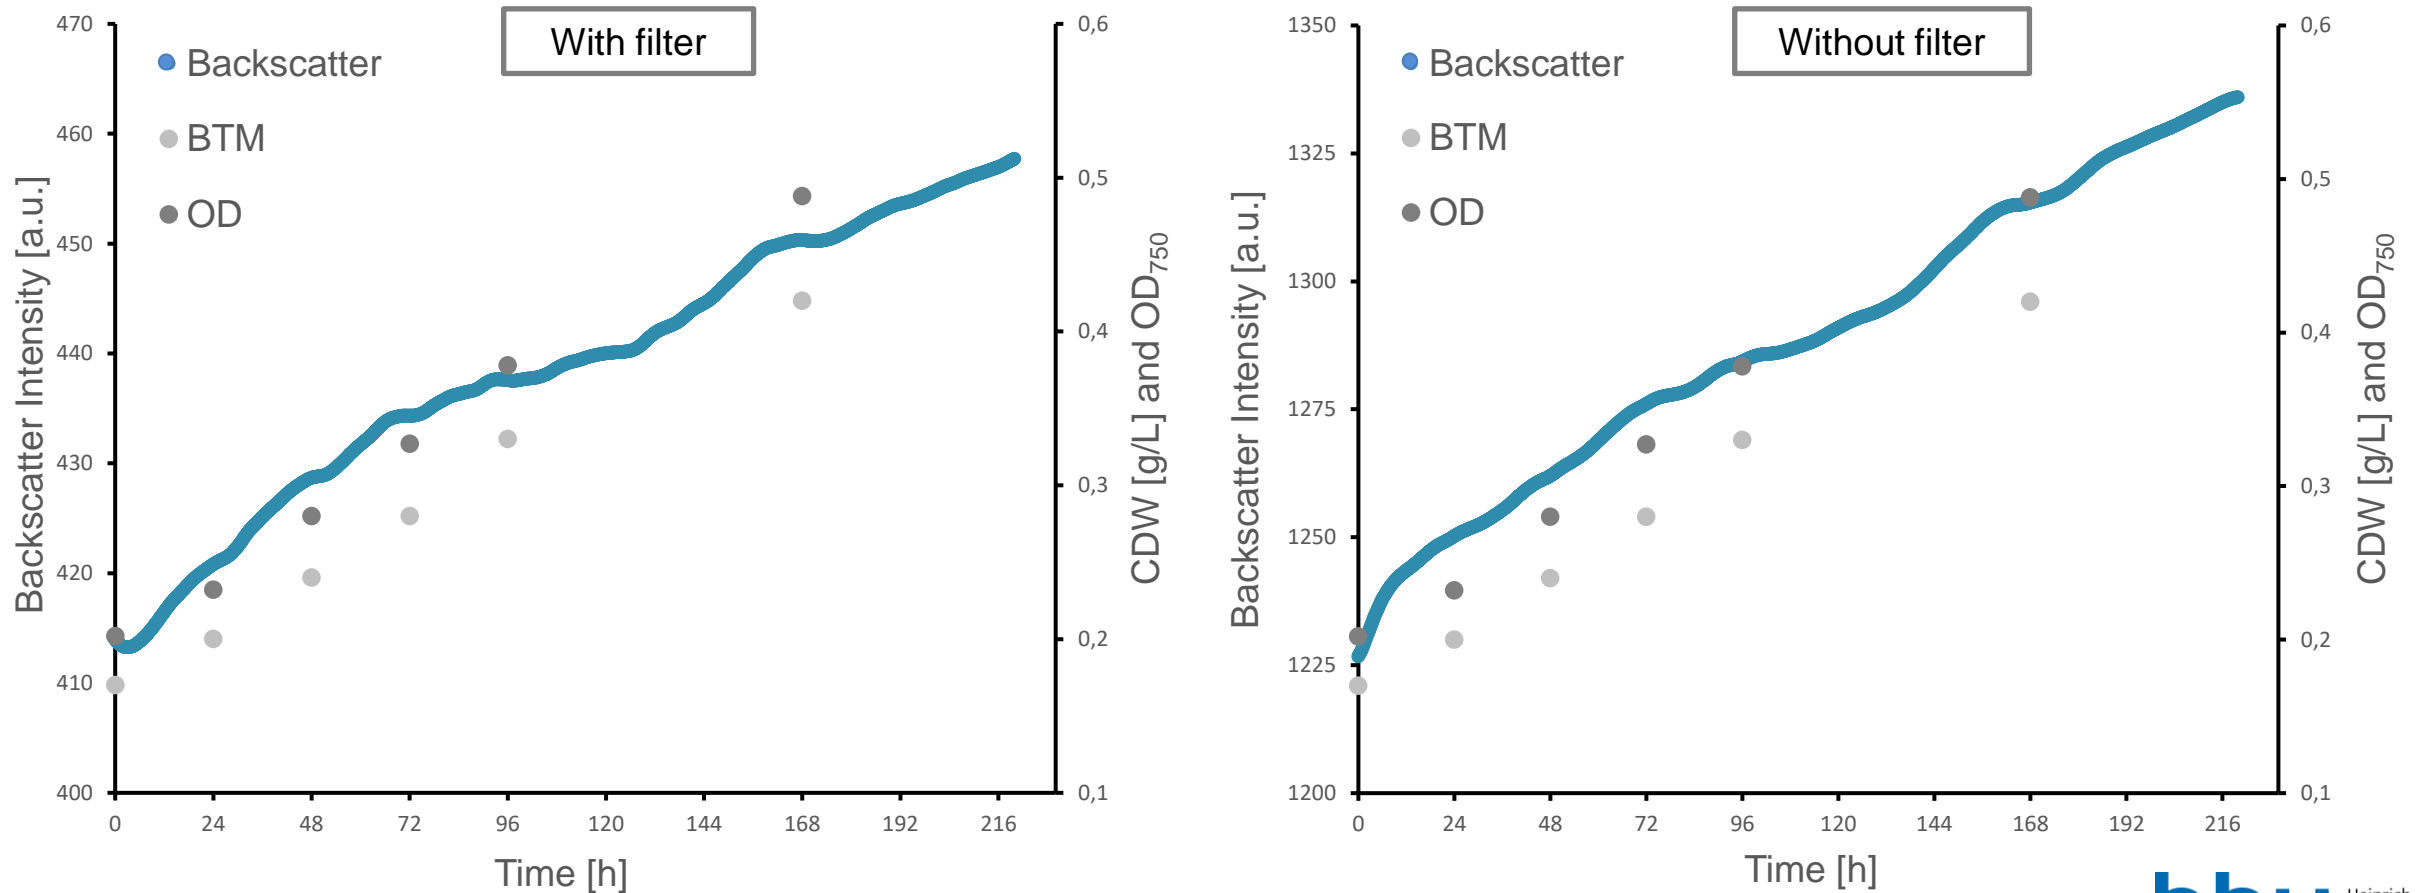 With filter
Backscatter
BTM
OD
470
460
450
440
430
420
410
400
Backscatter Intensity [a.u.]
0,6
0,5
0,4
0,3
0,2
0,1
CDW [g/L] and OD750
0 24 48 72 96 120 144 168 192 216
Time [h]
Without filter
Backscatter
BTM
OD
1350
1325
1300
1275
1250
1225
1200
Backscatter Intensity [a.u.]
0,6
0,5
0,4
0,3
0,2
0,1
CDW [g/L] and OD750
0 24 48 72 96 120 144 168 192 216
Time [h]